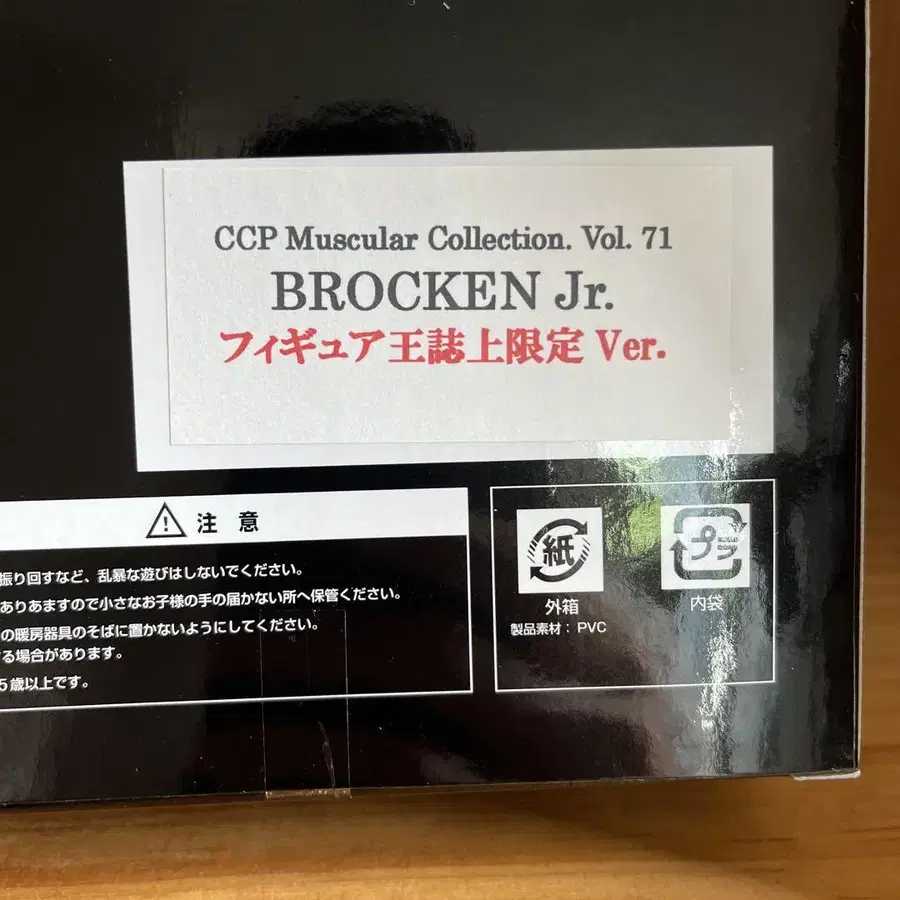 CCP Muscular Collection. Vol. 71
BROCKEN Jr.
フィギュア王誌上限定 Ver.
注 意
振り回すなど、乱暴な遊びはしないでください。
ありあますので小さなお子様の手の届かない所へ保管ください。
の暖房器具のそばに置かないようにしてください。
る場合があります。
5歳以上です。
紙
外箱
プラ
内袋
製品素材：PVC